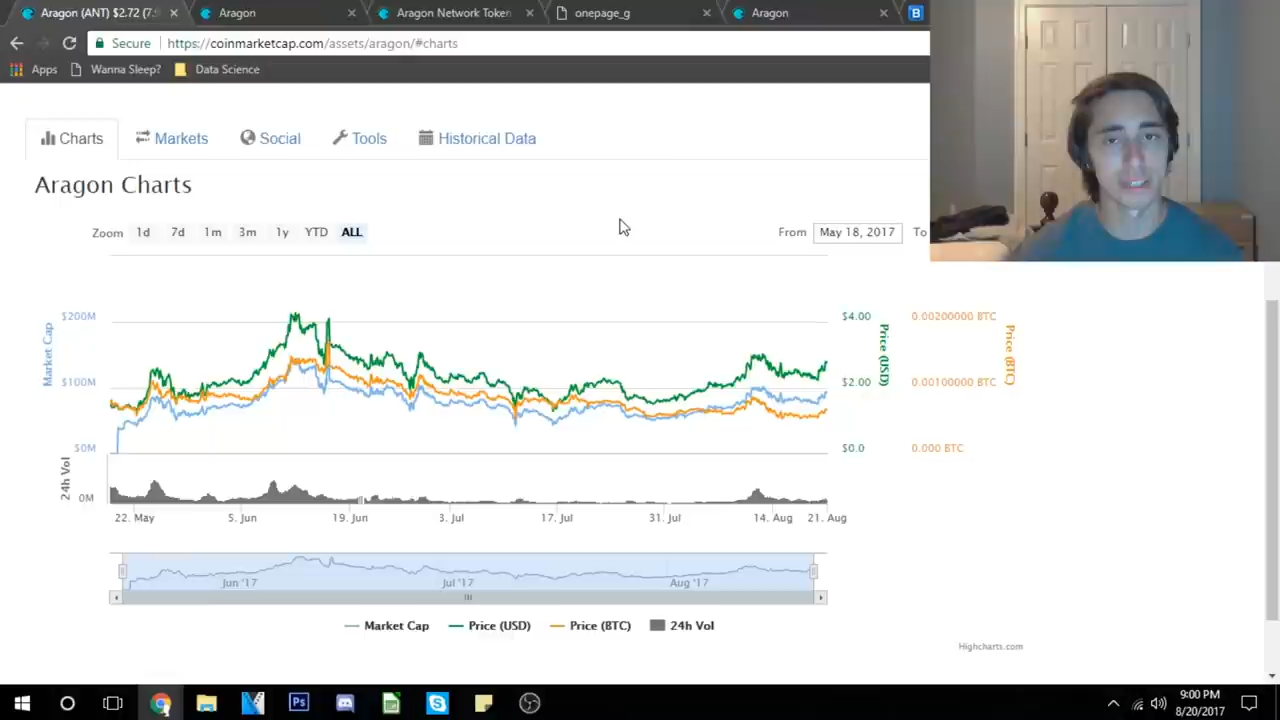 Aragon (ANT) $2.72 (7.5
Aragon
Aragon Network Token
onepage_g
Aragon
B
Secure
https://coinmarketcap.com/assets/aragon/#charts
Apps
Wanna Sleep?
Data Science
Charts
Markets
Social
Tools
Historical Data
Aragon Charts
Zoom 1d 7d 1m 3m 1y YTD ALL
From May 18, 2017 To
Market Cap
$200M
$100M
$0M
24h Vol
0M
$4.00
$2.00
$0.0
Price (USD)
0.00200000 BTC
0.00100000 BTC
0.000 BTC
Price (BTC)
22. May 5. Jun 19. Jun 3. Jul 17. Jul 31. Jul 14. Aug 21. Aug
Jun '17 Jul '17 Aug '17
Market Cap Price (USD) Price (BTC) 24h Vol
Highcharts.com
Ps
9:00 PM
8/20/2017